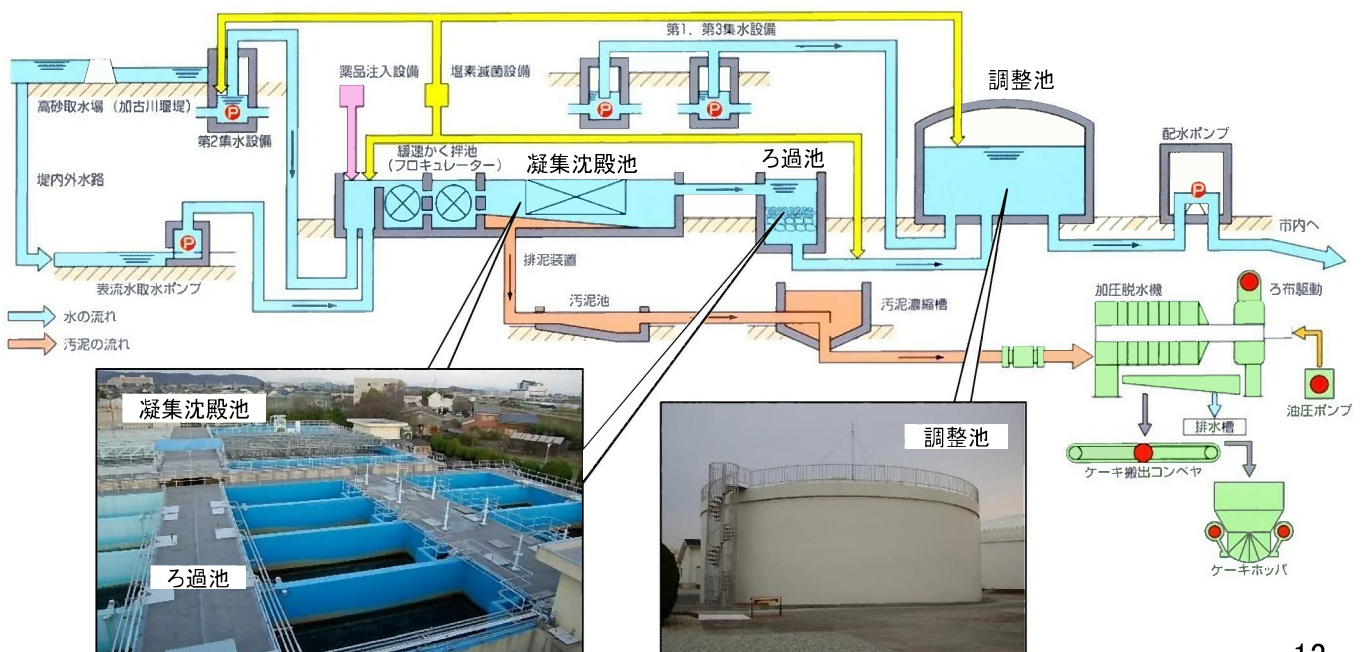 第1．第3集水設備
薬品注入設備
塩素滅菌設備
調整池
高砂取水場（加古川堰堤）
第2集水設備
配水ポンプ
緩速かく拌池
（フロキュレーター）
凝集沈殿池
ろ過池
堤内外水路
P
P
P
P
P
市内へ
排泥装置
表流水取水ポンプ
汚泥池
汚泥濃縮槽
加圧脱水機
ろ布駆動
水の流れ
汚泥の流れ
油圧ポンプ
凝集沈殿池
調整池
排水槽
ケーキ搬出コンベヤ
ろ過池
ケーキホッパ
12